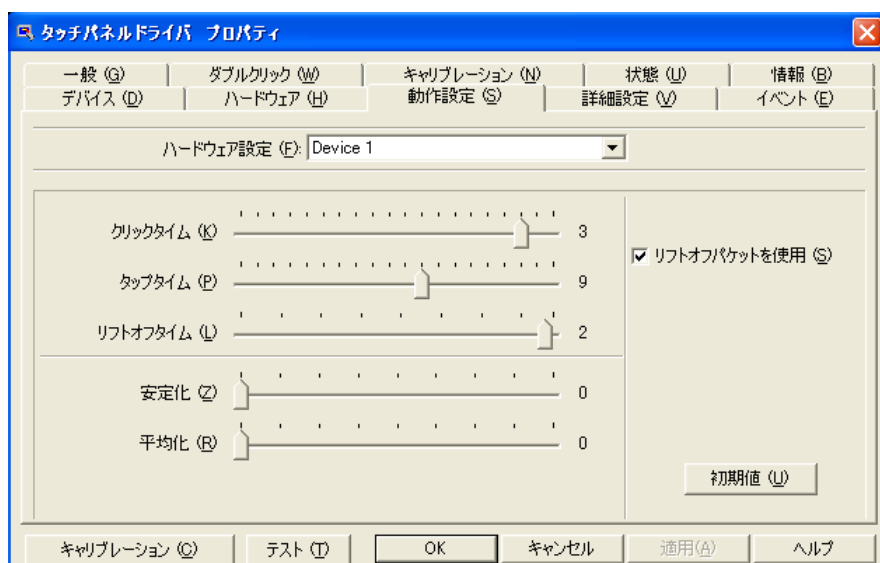 タッチパネルドライバ プロパティ
一般 (G) ダブルクリック (W) キャリブレーション (N) 状態 (U) 情報 (B)
デバイス (D) ハードウェア (H) 動作設定 (S) 詳細設定 (V) イベント (E)
ハードウェア設定 (F): Device 1
クリックタイム (K) 3
リフトオフパケットを使用 (S)
タップタイム (P) 9
リフトオフタイム (L) 2
安定化 (Z) 0
平均化 (R) 0
初期値 (U)
キャリブレーション (C) テスト (T) OK キャンセル 適用(A) ヘルプ